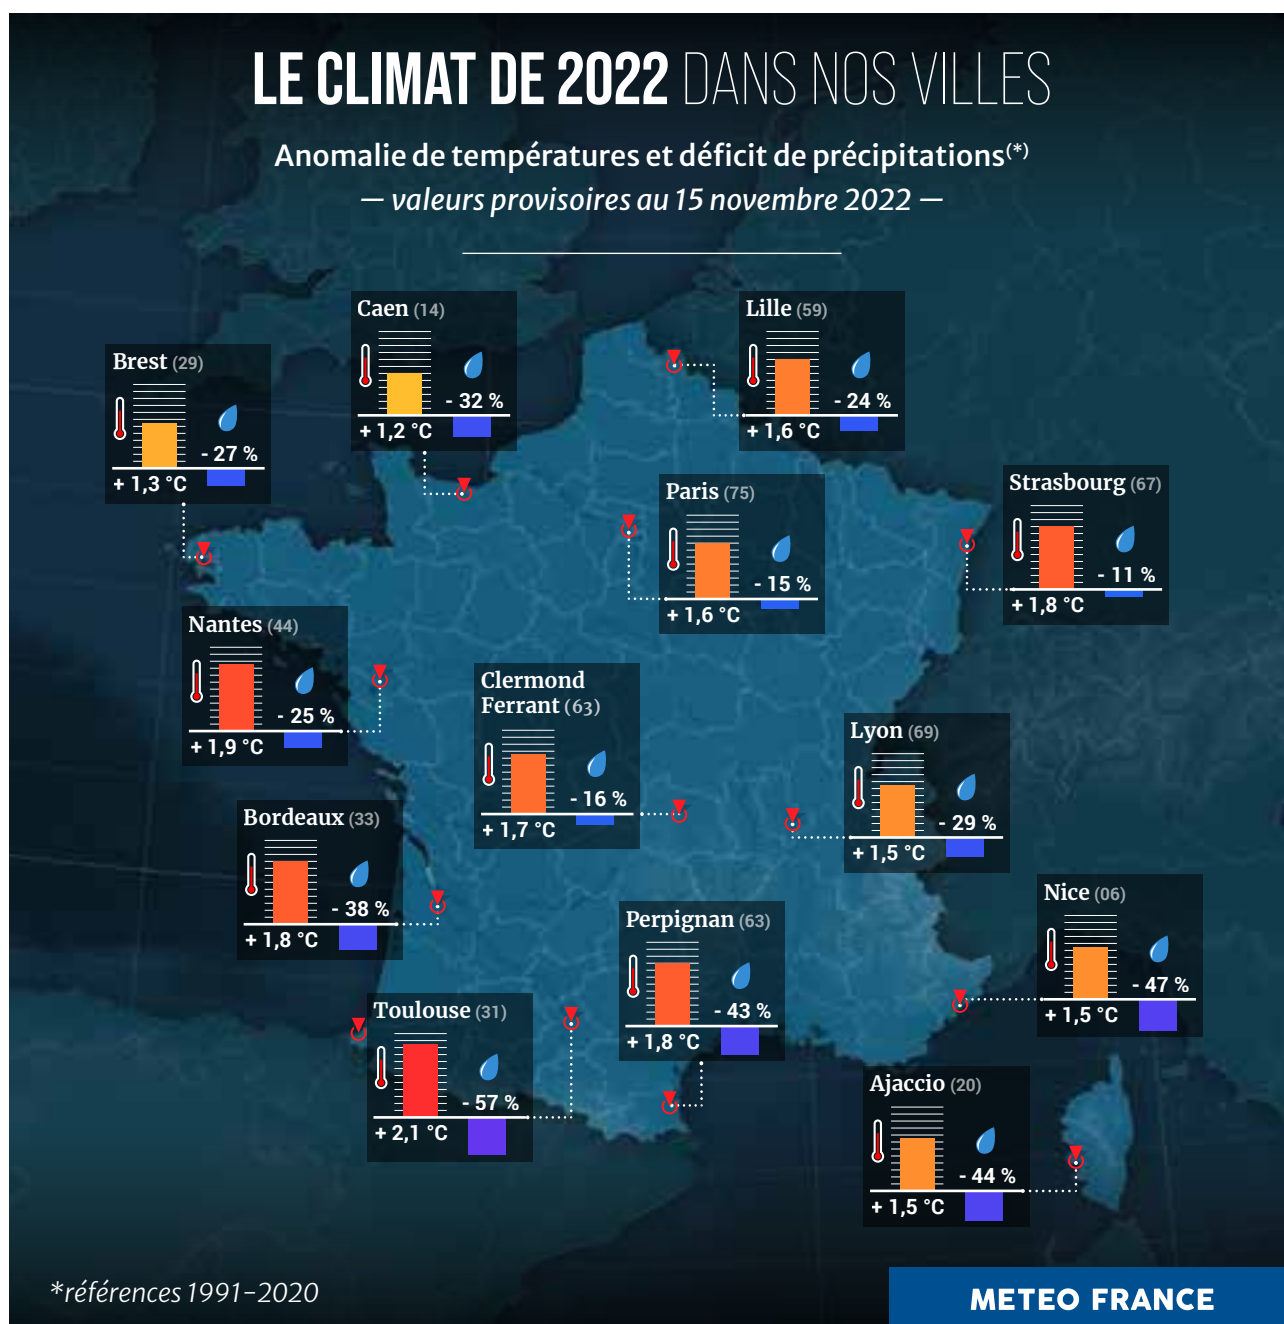 LE CLIMAT DE 2022 DANS NOS VILLES
Anomalie de températures et déficit de précipitations(*)
— valeurs provisoires au 15 novembre 2022 —
Caen (14)
- 32 %
+ 1,2 °C
Lille (59)
- 24 %
+ 1,6 °C
Brest (29)
- 27 %
+ 1,3 °C
Paris (75)
- 15 %
+ 1,6 °C
Strasbourg (67)
- 11 %
+ 1,8 °C
Nantes (44)
- 25 %
+ 1,9 °C
Clermond
Ferrant (63)
- 16 %
+ 1,7 °C
Lyon (69)
- 29 %
+ 1,5 °C
Bordeaux (33)
- 38 %
+ 1,8 °C
Nice (06)
- 47 %
+ 1,5 °C
Perpignan (63)
- 43 %
+ 1,8 °C
Toulouse (31)
- 57 %
+ 2,1 °C
Ajaccio (20)
- 44 %
+ 1,5 °C
*références 1991-2020
METEO FRANCE